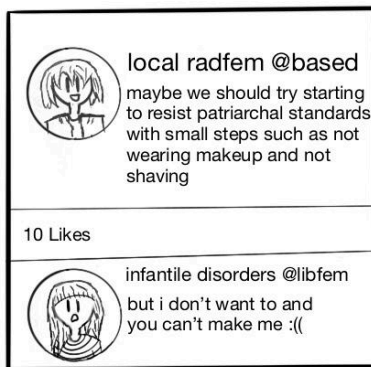 local radfem @based
maybe we should try starting
to resist patriarchal standards
with small steps such as not
wearing makeup and not
shaving
10 Likes
infantile disorders @libfem
but i don't want to and
you can't make me :((